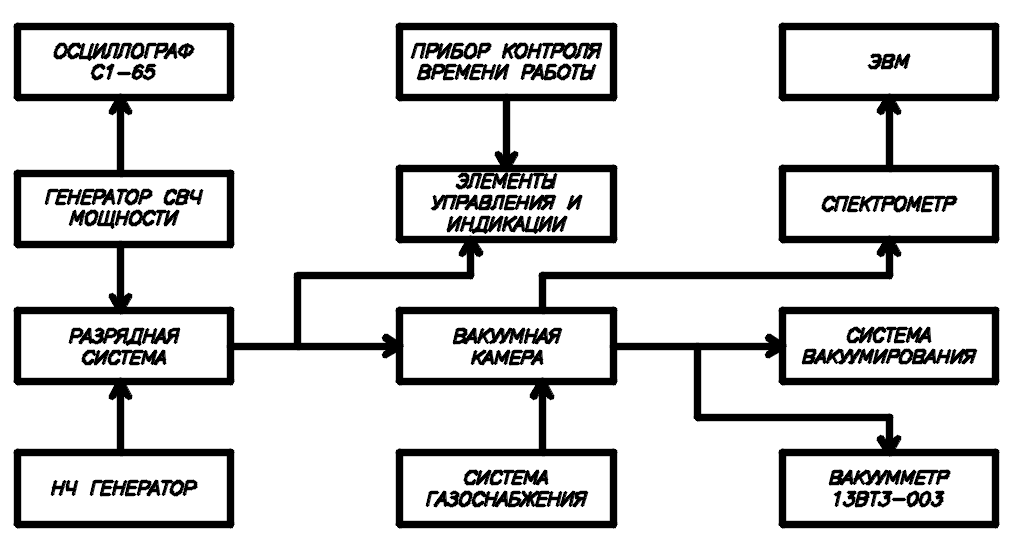 ОСЦИЛЛОГРАФ
С1-65
ПРИБОР КОНТРОЛЯ
ВРЕМЕНИ РАБОТЫ
ЭВМ
ГЕНЕРАТОР СВЧ
МОЩНОСТИ
ЭЛЕМЕНТЫ
УПРАВЛЕНИЯ И
ИНДИКАЦИИ
СПЕКТРОМЕТР
РАЗРЯДНАЯ
СИСТЕМА
ВАКУУМНАЯ
КАМЕРА
СИСТЕМА
ВАКУУМИРОВАНИЯ
НЧ ГЕНЕРАТОР
СИСТЕМА
ГАЗОСНАБЖЕНИЯ
ВАКУУММЕТР
13ВТ3-003